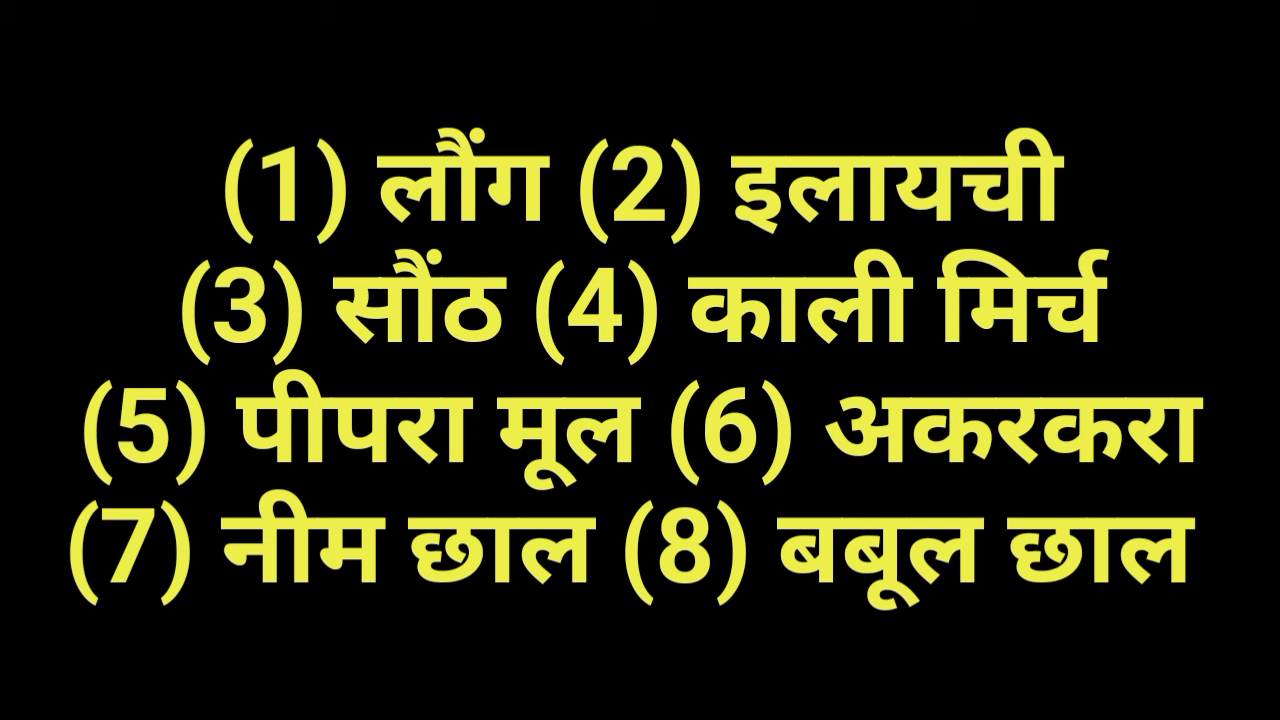 (1) लौंग (2) इलायची
(3) सौंठ (4) काली मिर्च
(5) पीपरा मूल (6) अकरकरा
(7) नीम छाल (8) बबूल छाल